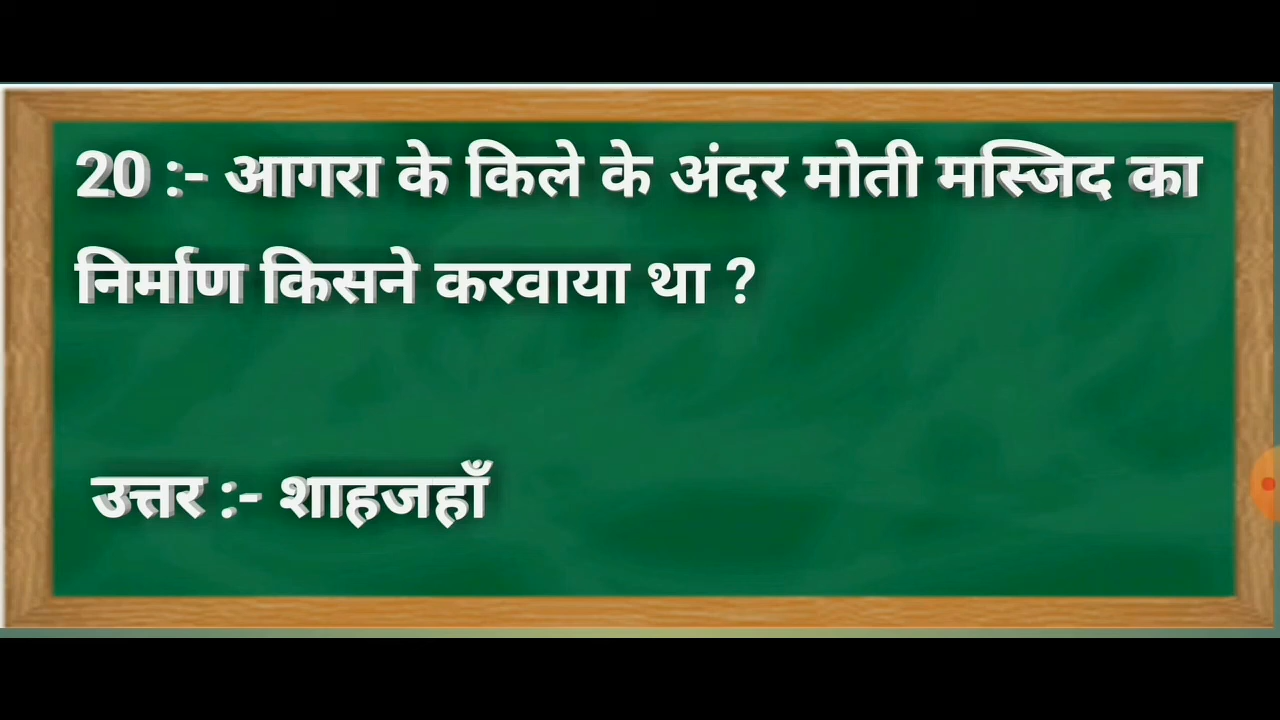 20 :- आगरा के किले के अंदर मोती मस्जिद का
निर्माण किसने करवाया था ?
उत्तर :- शाहजहाँ